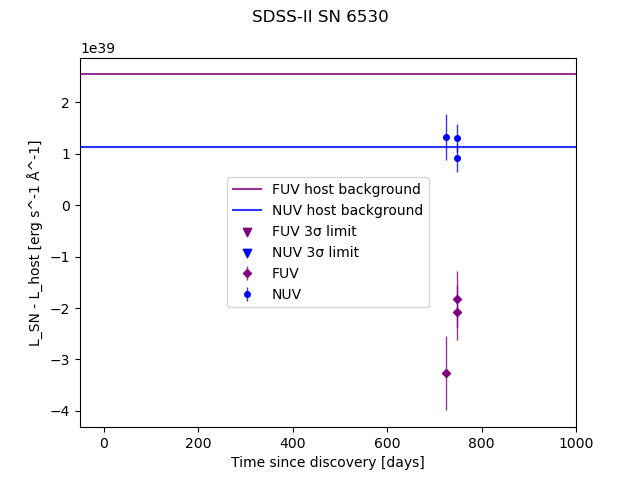 SDSS-II SN 6530
1e39
2
1
0
−1
−2
−3
−4
L_SN - L_host [erg s^-1 Å^-1]
FUV host background
NUV host background
FUV 3σ limit
NUV 3σ limit
FUV
NUV
0 200 400 600 800 1000
Time since discovery [days]